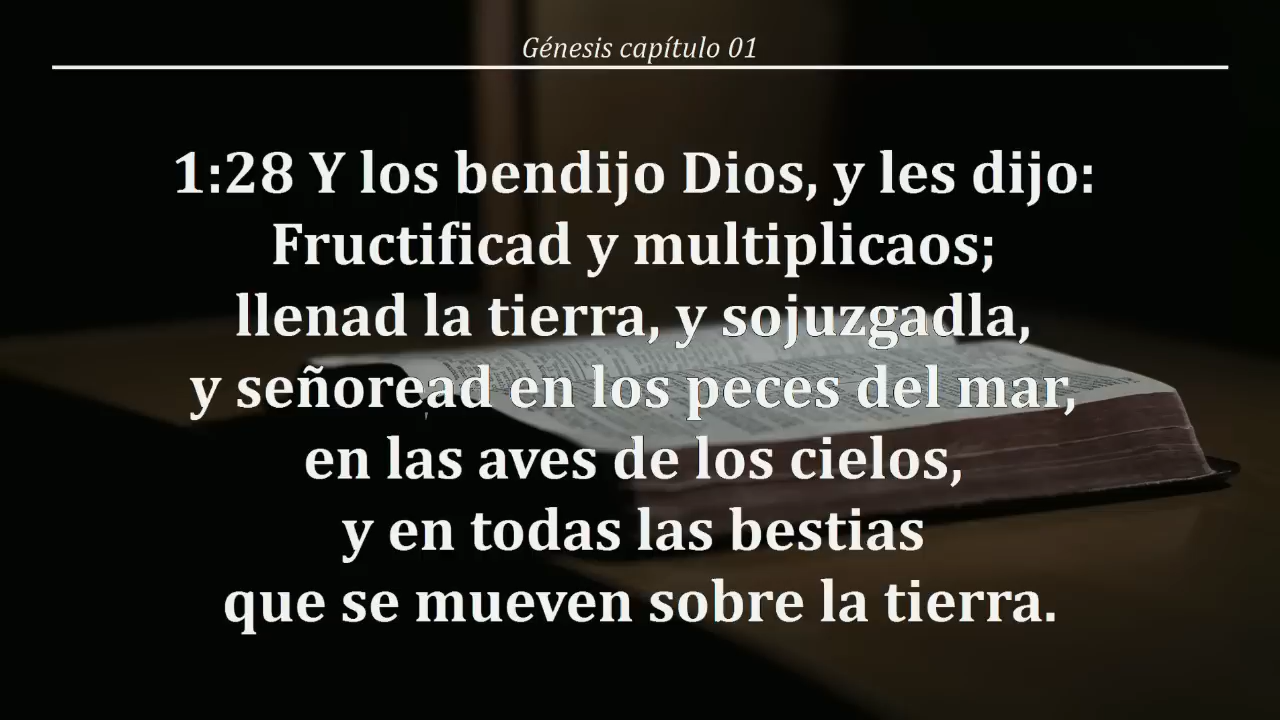 Génesis capítulo 01
1:28 Y los bendijo Dios, y les dijo:
Fructificad y multiplicaos;
llenad la tierra, y sojuzgadla,
y señoread en los peces del mar,
en las aves de los cielos,
y en todas las bestias
que se mueven sobre la tierra.